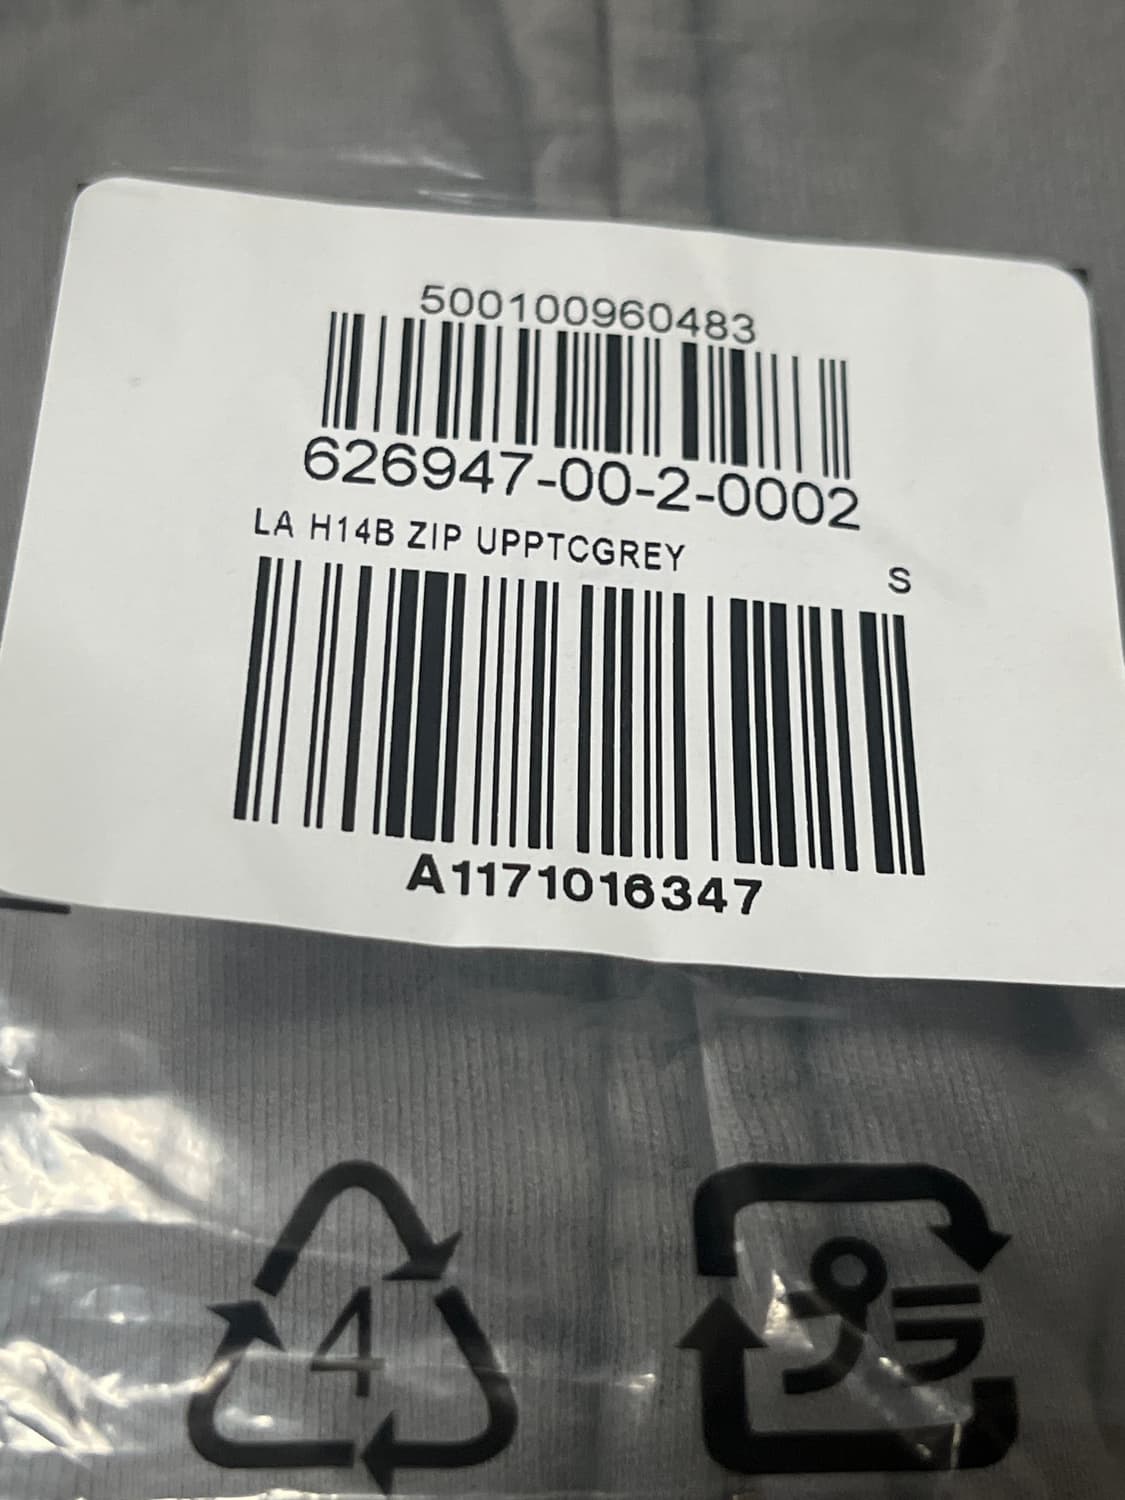 500100960483
626947-00-2-0002
LA H14B ZIP UPPTCGREY
S
A1171016347
4
プラ